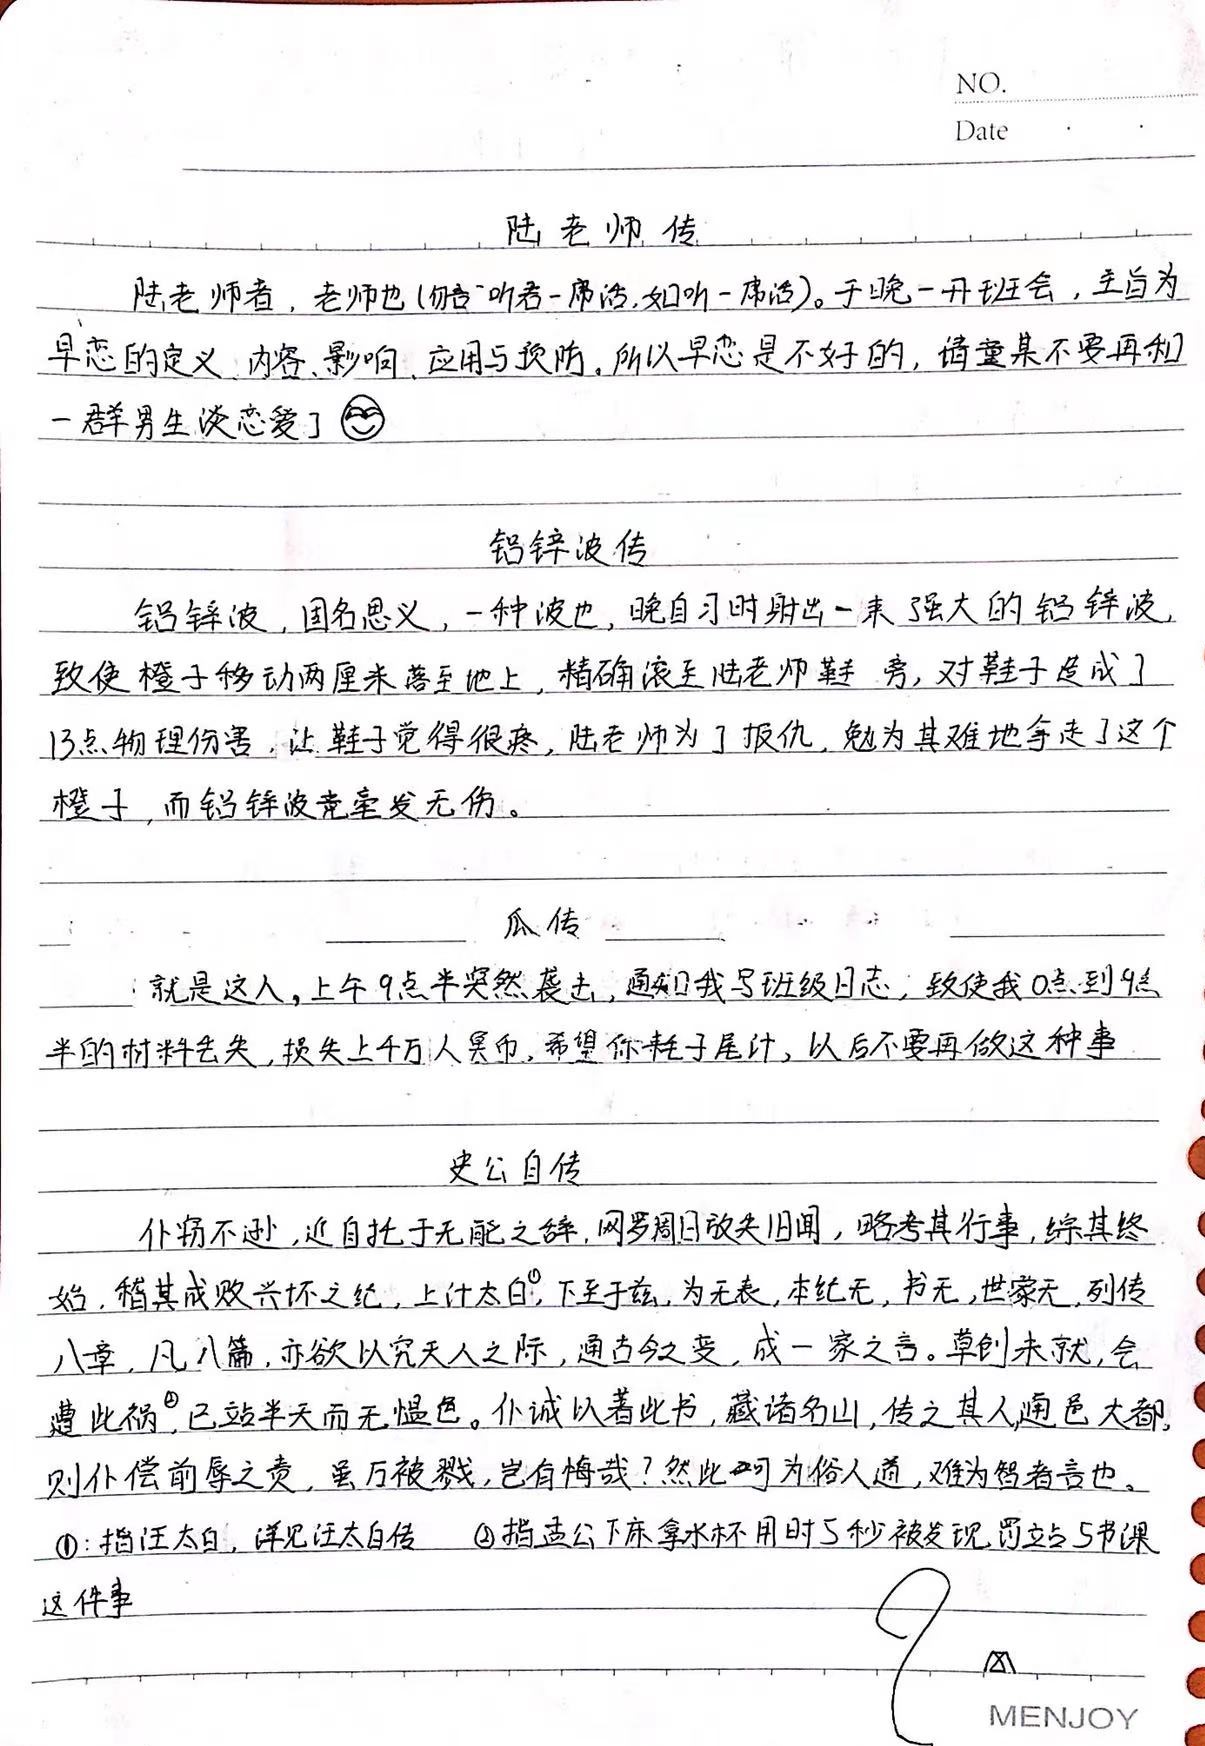 NO.
Date
陆老师传
陆老师者，老师也（俗言"听君一席话，如听一席话）。于晚一开班会，主旨为
早恋的定义、内容、影响、应用与预防。所以早恋是不好的，请童某不要再和
一群男生谈恋爱了
铝锌波传
铝锌波，固名思义，一种波也，晚自习时射出一束强大的铝锌波，
致使橙子移动两厘米落至地上，精确滚至陆老师鞋旁，对鞋子造成了
13点物理伤害，让鞋子觉得很疼，陆老师为了报仇，勉为其难地拿走了这个
橙子，而铝锌波竟毫发无伤。
瓜传
就是这人，上午9点半突然袭击，通知我写班级日志，致使我0点到9点
半的材料丢失，损失上千万人冥币，希望你耗子尾汁，以后不要再做这种事
史公自传
仆窃不逊，近自托于无能之辞，网罗周日放失旧闻，略考其行事，综其终
始，稽其成败兴坏之纪，上计太白①，下至于兹，为无表，本纪无，书无，世家无，列传
八章，凡八篇，亦欲以究天人之际，通古今之变，成一家之言。草创未就，会
遭此祸②，已站半天而无愠色。仆诚以著此书，藏诸名山，传之其人通邑大都，
则仆偿前辱之责，虽万被戮，岂有悔哉？然此可为俗人道，难为智者言也。
①：指汪太白，详见汪太白传 ②指孟公下床拿水杯用时5秒被发现罚站5节课
这件事
MENJOY